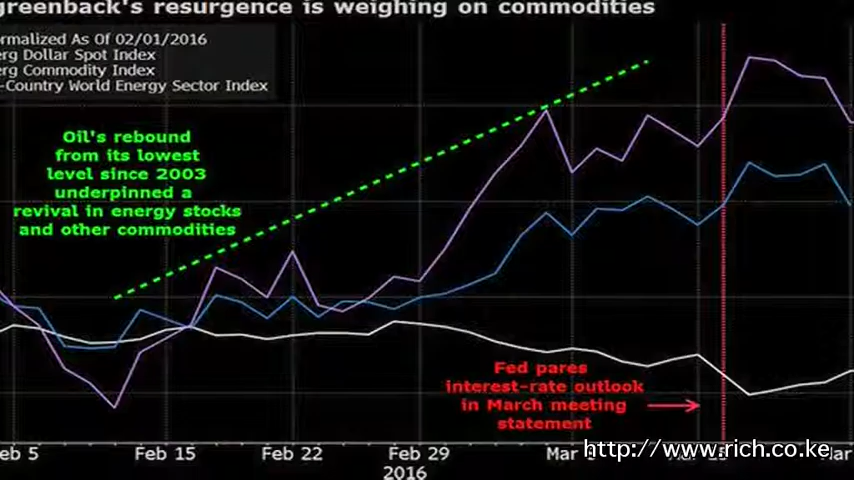 greenback's resurgence is weighing on commodities
ormalized As Of 02/01/2016
erg Dollar Spot Index
erg Commodity Index
-Country World Energy Sector Index
Oil's rebound
from its lowest
level since 2003
underpinned a
revival in energy stocks
and other commodities
Fed pares
interest-rate outlook
in March meeting
statement
eb 5 Feb 15 Feb 22 Feb 29 Mar
2016
http://www.rich.co.ke